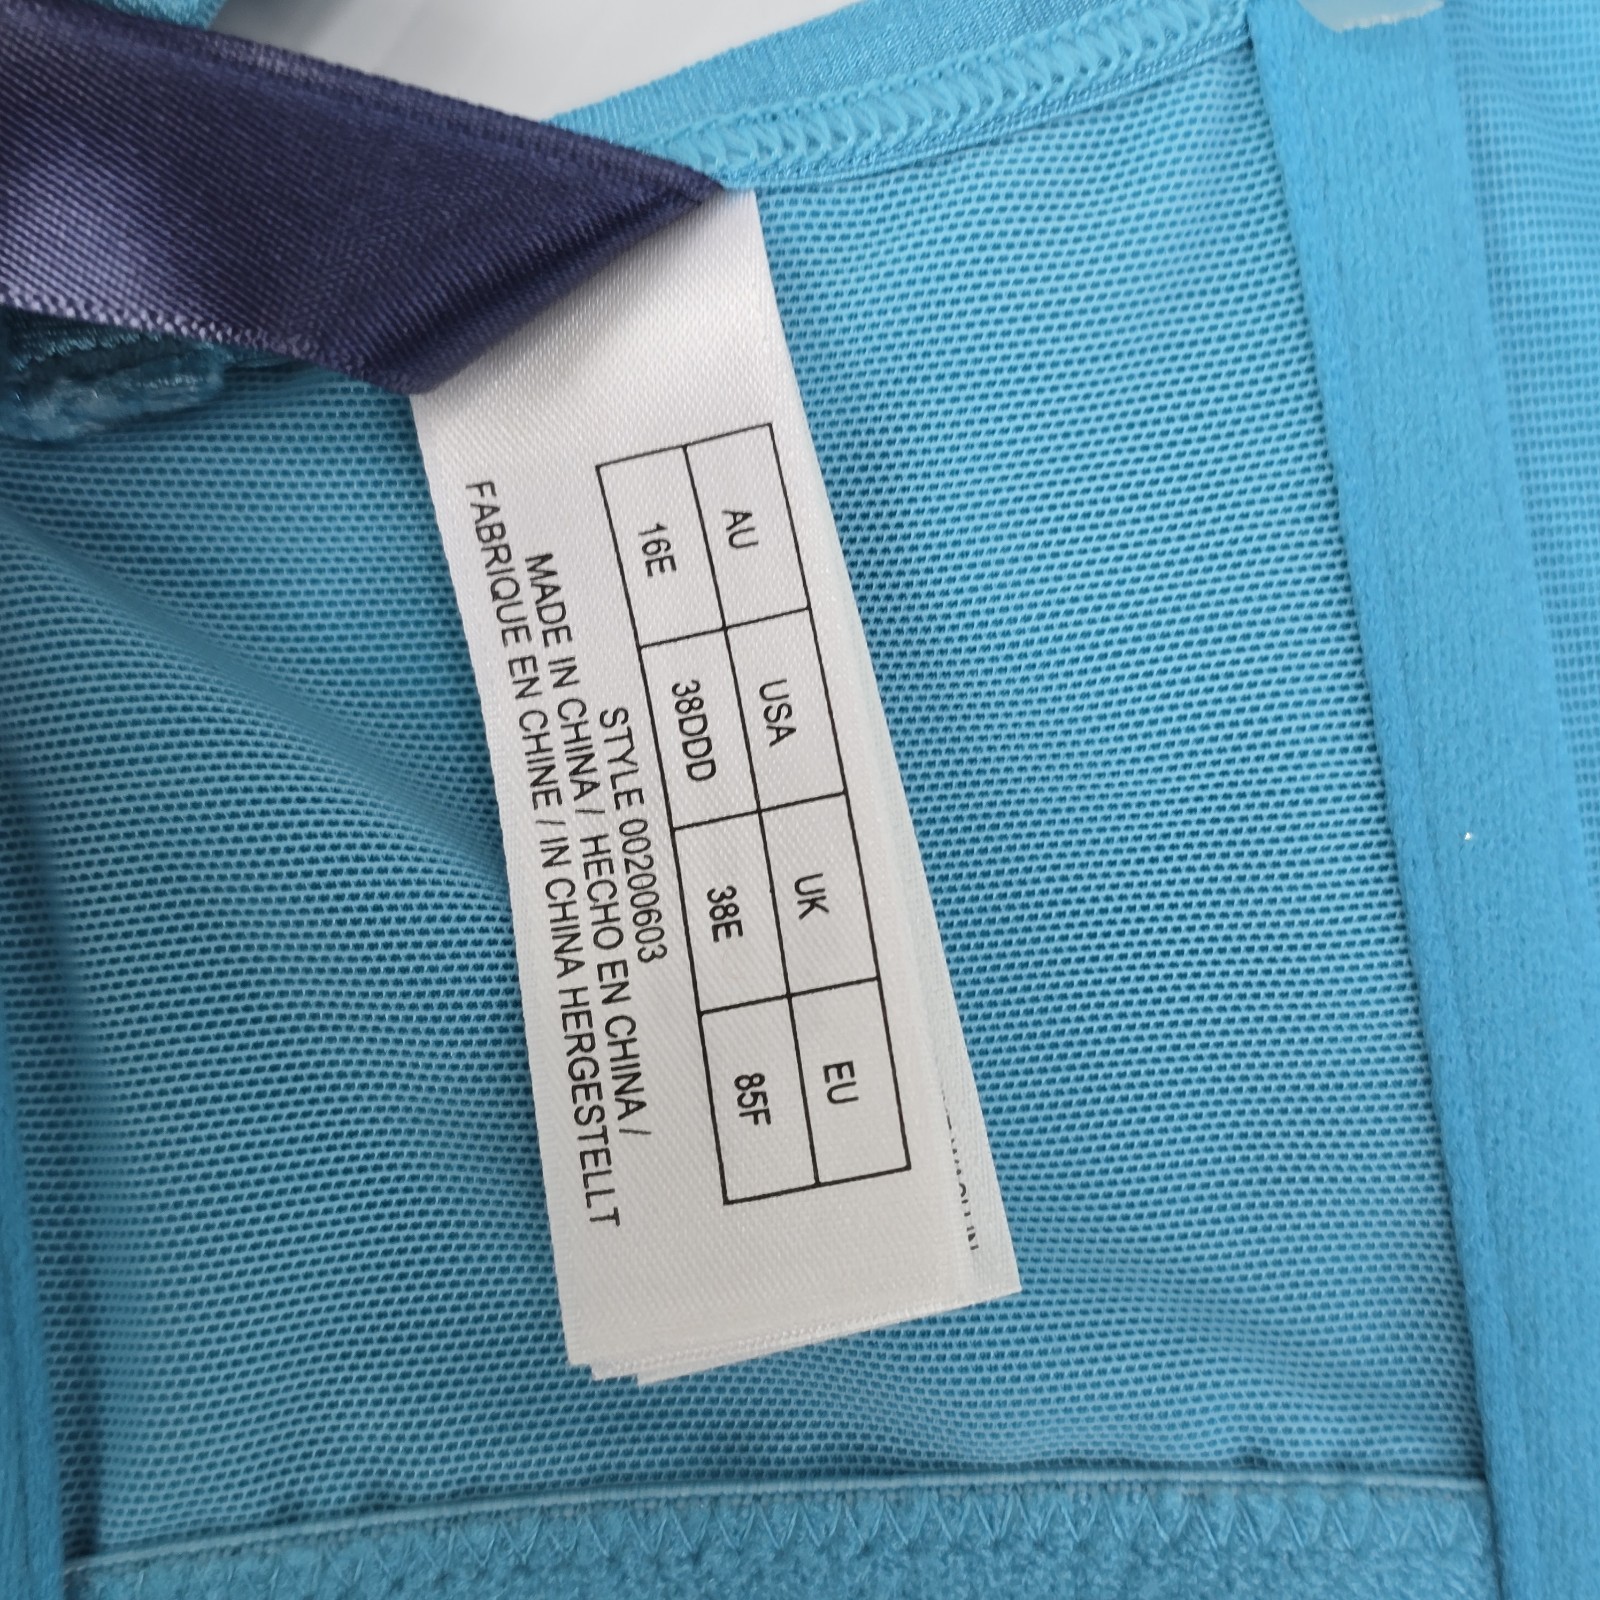 AU USA UK EU
16E 38DDD 38E 85F
STYLE 00200603
MADE IN CHINA / HECHO EN CHINA /
FABRIQUE EN CHINE / IN CHINA HERGESTELLT